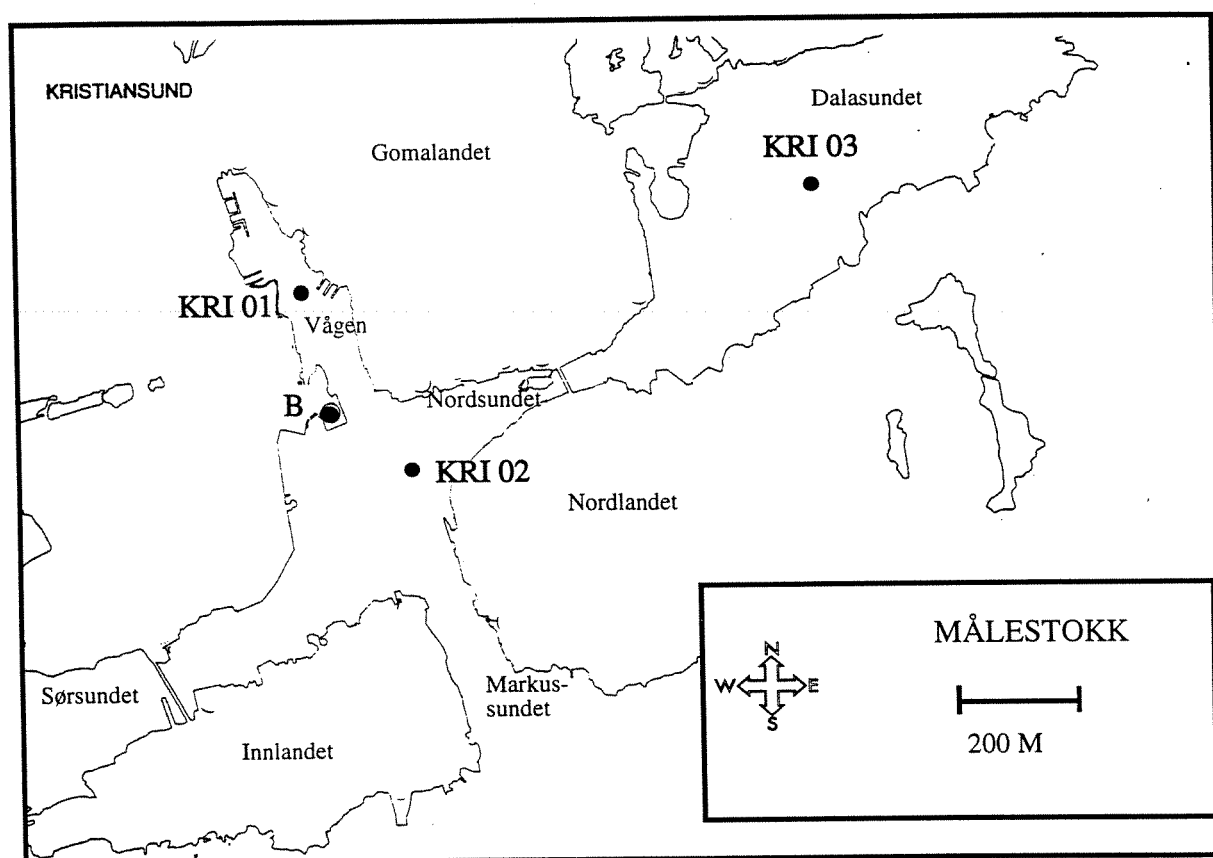 KRISTIANSUND
Dalasundet
Gomalandet
KRI 03
KRI 01
Vågen
B
Nordsundet
KRI 02
Nordlandet
MÅLESTOKK
N
W E
S
200 M
Sørsundet
Markus-
sundet
Innlandet